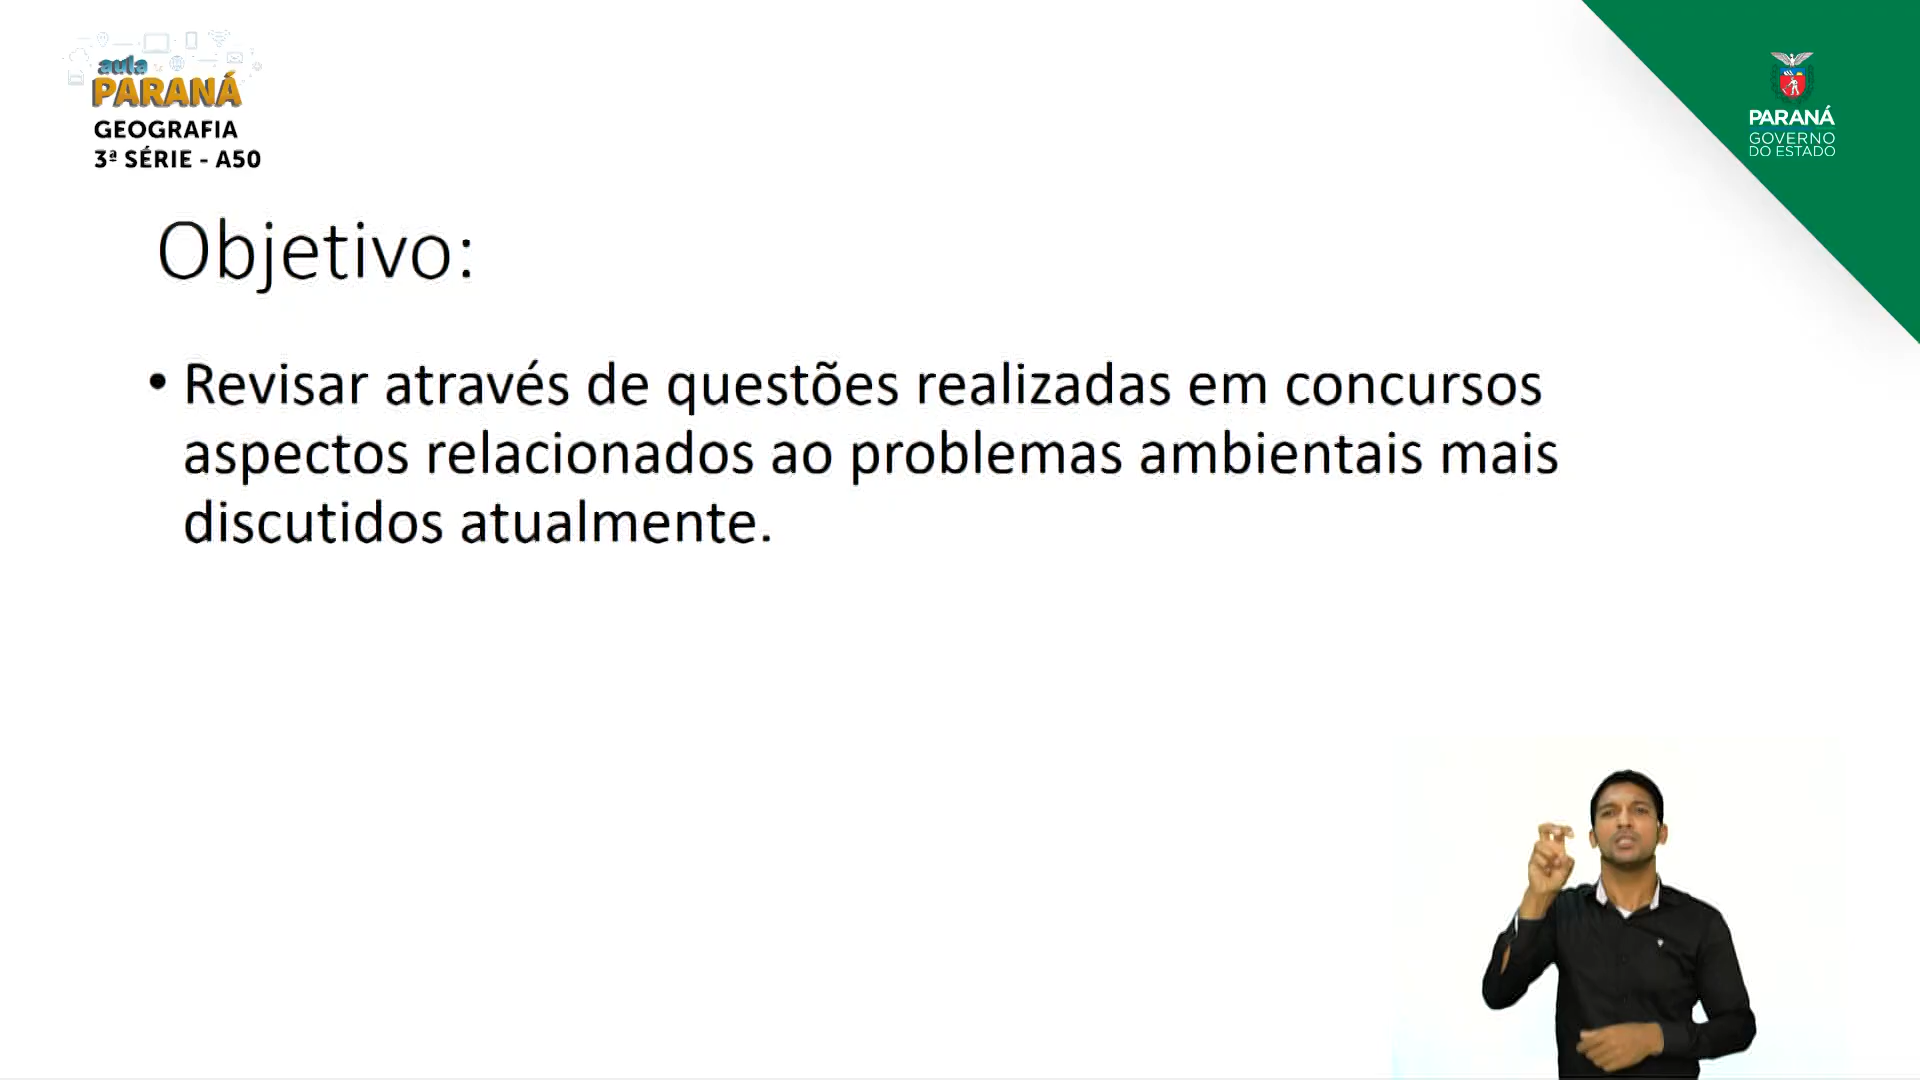 aula
PARANÁ
GEOGRAFIA
3ª SÉRIE - A50
PARANÁ
GOVERNO
DO ESTADO
Objetivo:
• Revisar através de questões realizadas em concursos
aspectos relacionados ao problemas ambientais mais
discutidos atualmente.